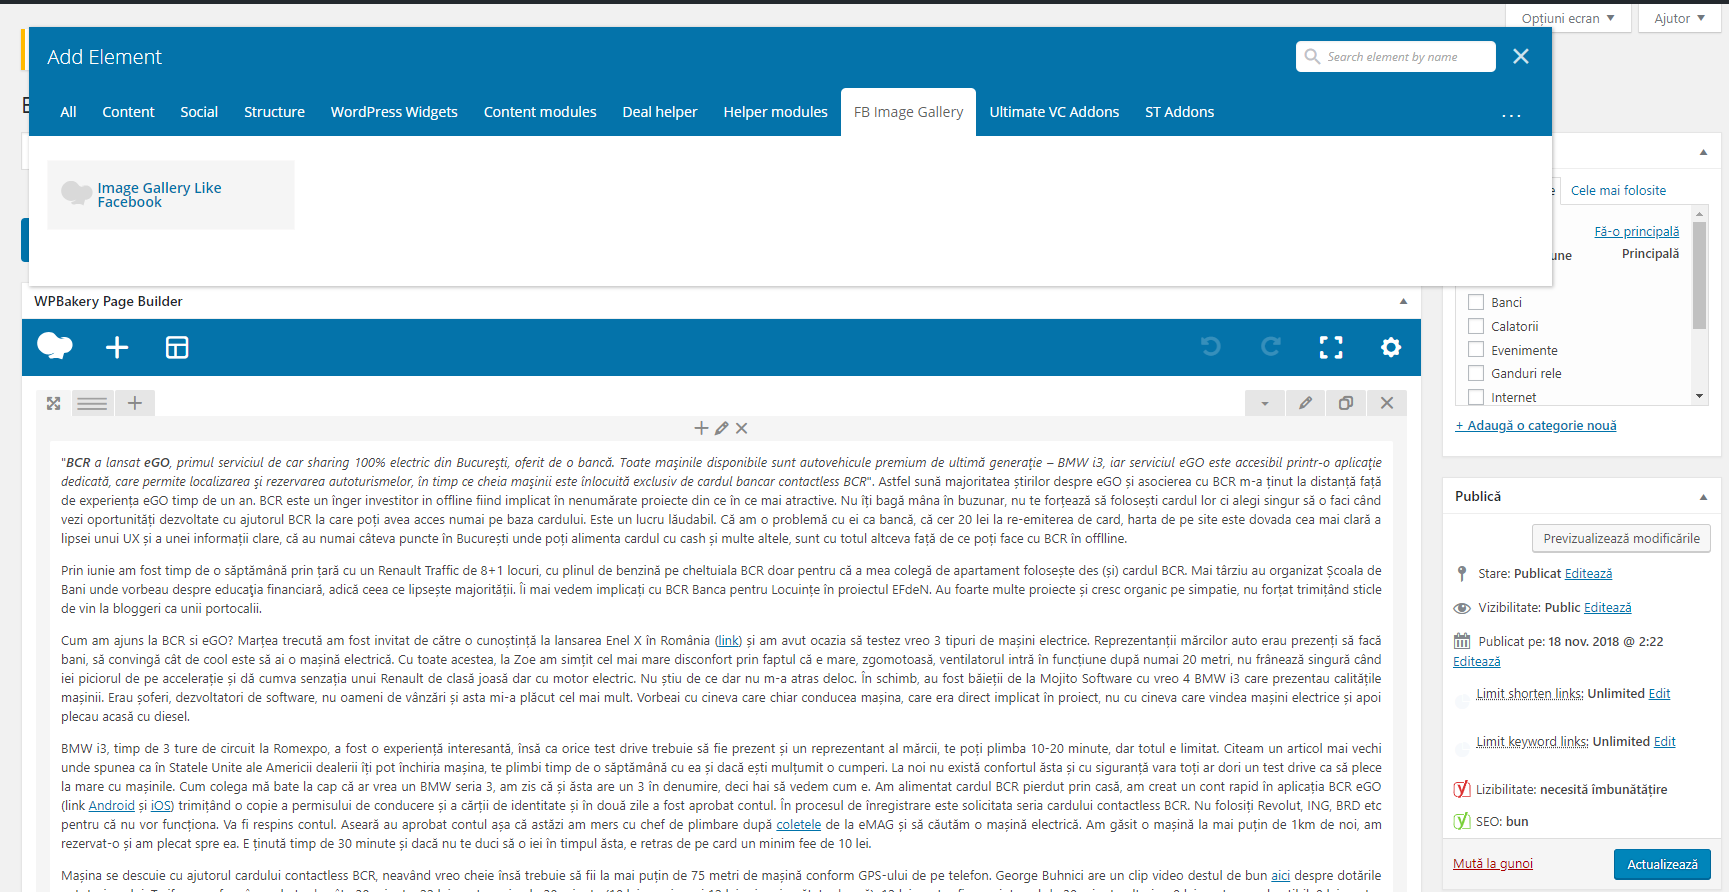 Opțiuni ecran ▼
Ajutor ▼
Add Element
Search element by name
All Content Social Structure WordPress Widgets Content modules Deal helper Helper modules FB Image Gallery Ultimate VC Addons ST Addons ...
Image Gallery Like
Facebook
Cele mai folosite
Fă-o principală
une Principală
Banci
Calatorii
Evenimente
Ganduri rele
Internet
+ Adaugă o categorie nouă
WPBakery Page Builder
"BCR a lansat eGO, primul serviciul de car sharing 100% electric din Bucureşti, oferit de o bancă. Toate maşinile disponibile sunt autovehicule premium de ultimă generaţie – BMW i3, iar serviciul eGO este accesibil printr-o aplicaţie
dedicată, care permite localizarea şi rezervarea autoturismelor, în timp ce cheia maşinii este înlocuită exclusiv de cardul bancar contactless BCR". Astfel sună majoritatea știrilor despre eGO și asocierea cu BCR m-a ținut la distanță față
de experiența eGO timp de un an. BCR este un înger investitor in offline fiind implicat în nenumărate proiecte din ce în ce mai atractive. Nu îți bagă mâna în buzunar, nu te forțează să folosești cardul lor ci alegi singur să o faci când
vezi oportunități dezvoltate cu ajutorul BCR la care poți avea acces numai pe baza cardului. Este un lucru lăudabil. Că am o problemă cu ei ca bancă, că cer 20 lei la re-emiterea de card, harta de pe site este dovada cea mai clară a
lipsei unui UX și a unei informații clare, că au numai câteva puncte în București unde poți alimenta cardul cu cash și multe altele, sunt cu totul altceva față de ce poți face cu BCR în offlline.
Prin iunie am fost timp de o săptămână prin țară cu un Renault Traffic de 8+1 locuri, cu plinul de benzină pe cheltuiala BCR doar pentru că a mea colegă de apartament folosește des (și) cardul BCR. Mai târziu au organizat Școala de
Bani unde vorbeau despre educaţia financiară, adică ceea ce lipsește majorității. Îi mai vedem implicați cu BCR Banca pentru Locuințe în proiectul EFdeN. Au foarte multe proiecte și cresc organic pe simpatie, nu forțat trimițând sticle
de vin la bloggeri ca unii portocalii.
Cum am ajuns la BCR si eGO? Marțea trecută am fost invitat de către o cunoștință la lansarea Enel X în România (link) și am avut ocazia să testez vreo 3 tipuri de mașini electrice. Reprezentanții mărcilor auto erau prezenți să facă
bani, să convingă cât de cool este să ai o mașină electrică. Cu toate acestea, la Zoe am simțit cel mai mare disconfort prin faptul că e mare, zgomotoasă, ventilatorul intră în funcțiune după numai 20 metri, nu frânează singură când
iei piciorul de pe accelerație și dă cumva senzația unui Renault de clasă joasă dar cu motor electric. Nu știu de ce dar nu m-a atras deloc. În schimb, au fost băieții de la Mojito Software cu vreo 4 BMW i3 care prezentau calitățile
mașinii. Erau șoferi, dezvoltatori de software, nu oameni de vânzări și asta mi-a plăcut cel mai mult. Vorbeai cu cineva care chiar conducea mașina, care era direct implicat în proiect, nu cu cineva care vindea mașini electrice și apoi
plecau acasă cu diesel.
BMW i3, timp de 3 ture de circuit la Romexpo, a fost o experiență interesantă, însă ca orice test drive trebuie să fie prezent și un reprezentant al mărcii, te poți plimba 10-20 minute, dar totul e limitat. Citeam un articol mai vechi
unde spunea ca în Statele Unite ale Americii dealerii îți pot închiria mașina, te plimbi timp de o săptămână cu ea și dacă ești mulțumit o cumperi. La noi nu există confortul ăsta și cu siguranță vara toți ar dori un test drive ca să plece
la mare cu mașinile. Cum colega mă bate la cap că ar vrea un BMW seria 3, am zis că și ăsta are un 3 în denumire, deci hai să vedem cum e. Am alimentat cardul BCR pierdut prin casă, am creat un cont rapid în aplicația BCR eGO
(link Android și iOS) trimițând o copie a permisului de conducere și a cărții de identitate și în două zile a fost aprobat contul. În procesul de înregistrare este solicitata seria cardului contactless BCR. Nu folosiți Revolut, ING, BRD etc
pentru că nu vor funcționa. Va fi respins contul. Aseară au aprobat contul așa că astăzi am mers cu chef de plimbare după coletele de la eMAG și să căutăm o mașină electrică. Am găsit o mașină la mai puțin de 1km de noi, am
rezervat-o și am plecat spre ea. E ținută timp de 30 minute și dacă nu te duci să o iei în timpul ăsta, e retras de pe card un minim fee de 10 lei.
Mașina se descuie cu ajutorul cardului contactless BCR, neavând vreo cheie însă trebuie să fii la mai puțin de 75 metri de mașină conform GPS-ului de pe telefon. George Buhnici are un clip video destul de bun aici despre dotările
Publică
Previzualizează modificările
Stare: Publicat Editează
Vizibilitate: Public Editează
Publicat pe: 18 nov. 2018 @ 2:22
Editează
Limit shorten links: Unlimited Edit
Limit keyword links: Unlimited Edit
Lizibilitate: necesită îmbunătățire
SEO: bun
Mută la gunoi
Actualizează